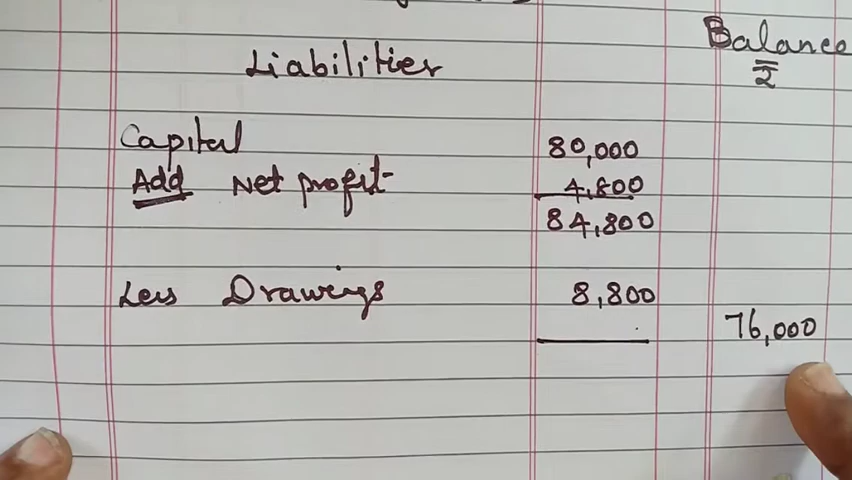 Balance
Liabilities
₹
Capital 80,000
Add Net profit 4,800
84,800
Less Drawings 8,800
76,000